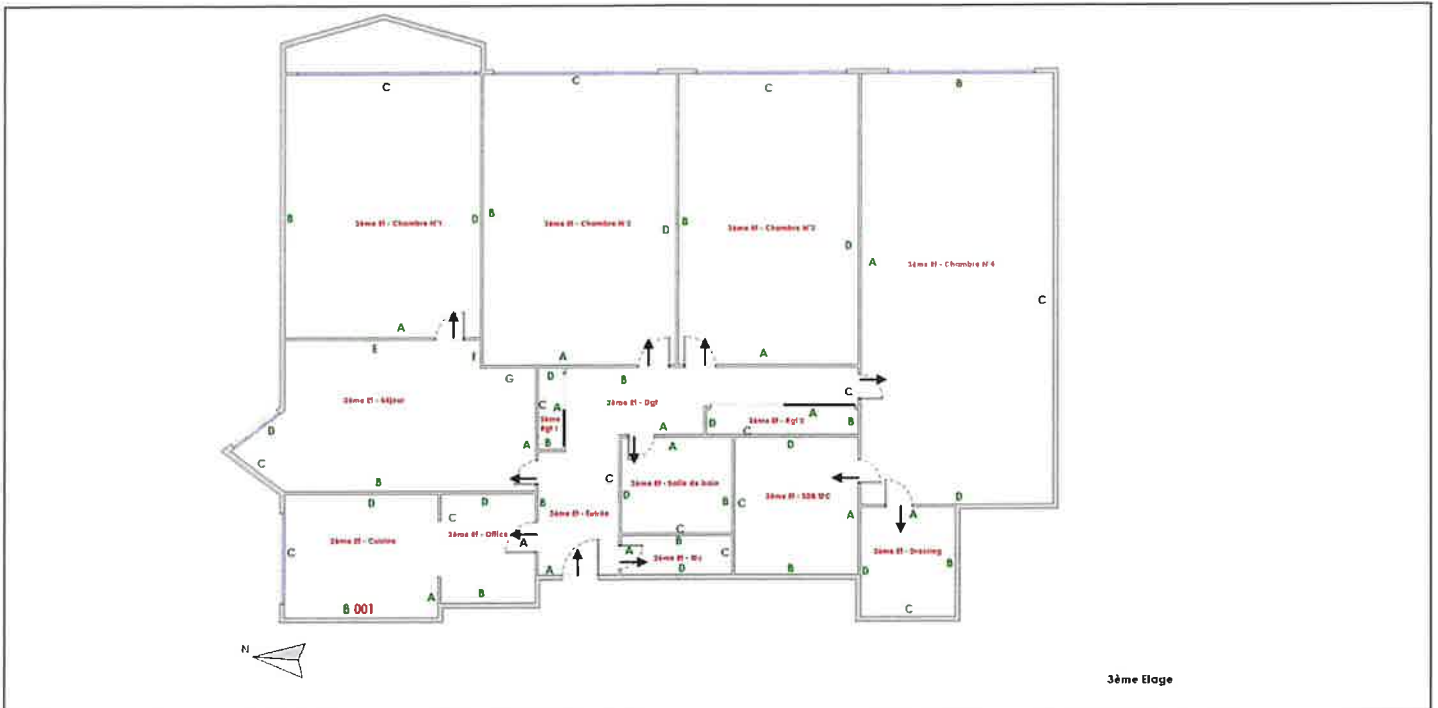 C
C
C
B
B
3ème Et - Chambre N°1
D
B
3ème Et - Chambre N°2
D
B
3ème Et - Chambre N°3
D
A
3ème Et - Chambre N°4
C
A
E
F
A
A
G
D
B
C
3ème Et - Séjour
C
A
3ème Et - Dgt
A
3ème Rgt 1
D
3ème Et - Rgt 2
B
C
D
A
B
A
A
D
C
B
D
D
C
3ème Et - Salle de bain
D
B
C
3ème Et - SDB WC
D
A
C
B
3ème Et - Entrée
A
3ème Et - Cuisine
3ème Et - Office
A
C
B
A
3ème Et - Wc
C
3ème Et - Dressing
C
A
D
B
D
B
B 001
A
B
C
N
3ème Etage